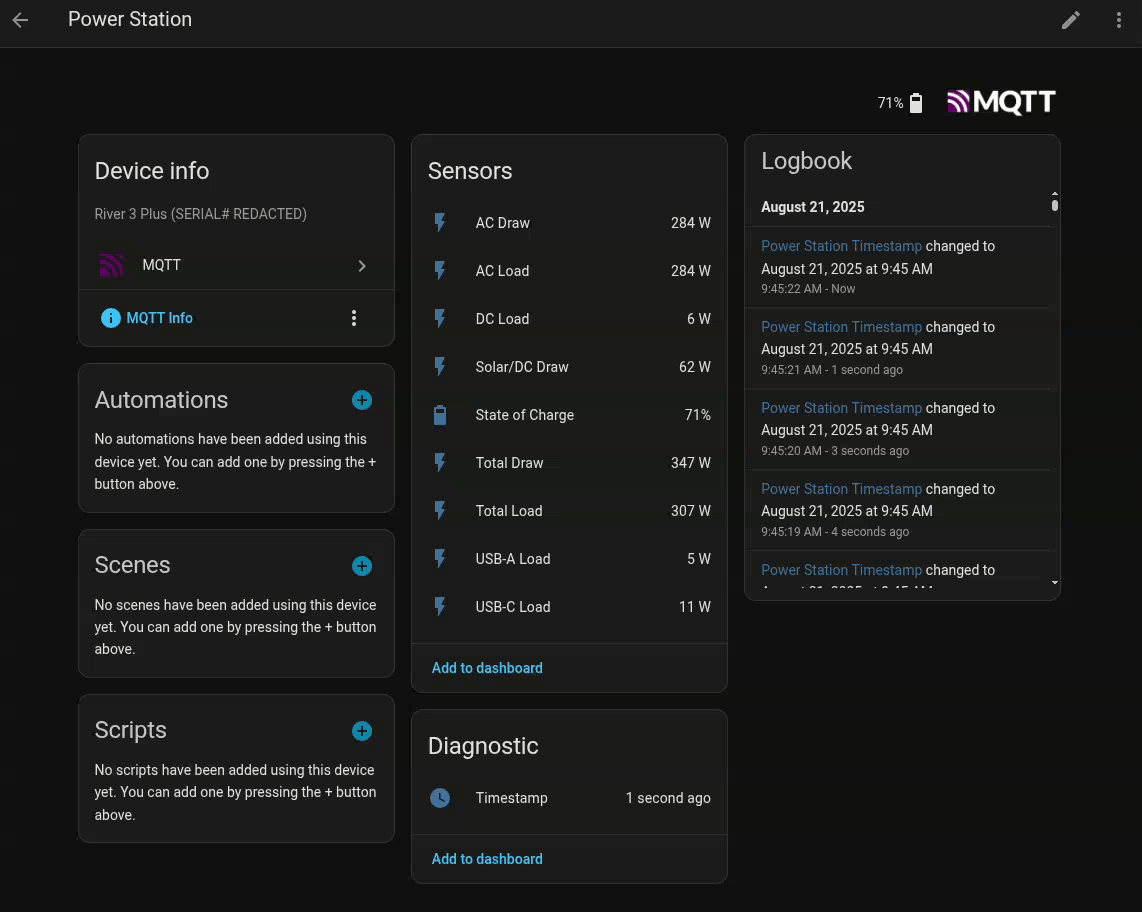 Power Station
71%
MQTT
Device info
River 3 Plus (SERIAL# REDACTED)
MQTT
MQTT Info
Automations
No automations have been added using this
device yet. You can add one by pressing the +
button above.
Scenes
No scenes have been added using this device
yet. You can add one by pressing the + button
above.
Scripts
No scripts have been added using this device
yet. You can add one by pressing the + button
above.
Sensors
AC Draw 284 W
AC Load 284 W
DC Load 6 W
Solar/DC Draw 62 W
State of Charge 71%
Total Draw 347 W
Total Load 307 W
USB-A Load 5 W
USB-C Load 11 W
Add to dashboard
Diagnostic
Timestamp 1 second ago
Add to dashboard
Logbook
August 21, 2025
Power Station Timestamp changed to
August 21, 2025 at 9:45 AM
9:45:22 AM - Now
Power Station Timestamp changed to
August 21, 2025 at 9:45 AM
9:45:21 AM - 1 second ago
Power Station Timestamp changed to
August 21, 2025 at 9:45 AM
9:45:20 AM - 3 seconds ago
Power Station Timestamp changed to
August 21, 2025 at 9:45 AM
9:45:19 AM - 4 seconds ago
Power Station Timestamp changed to